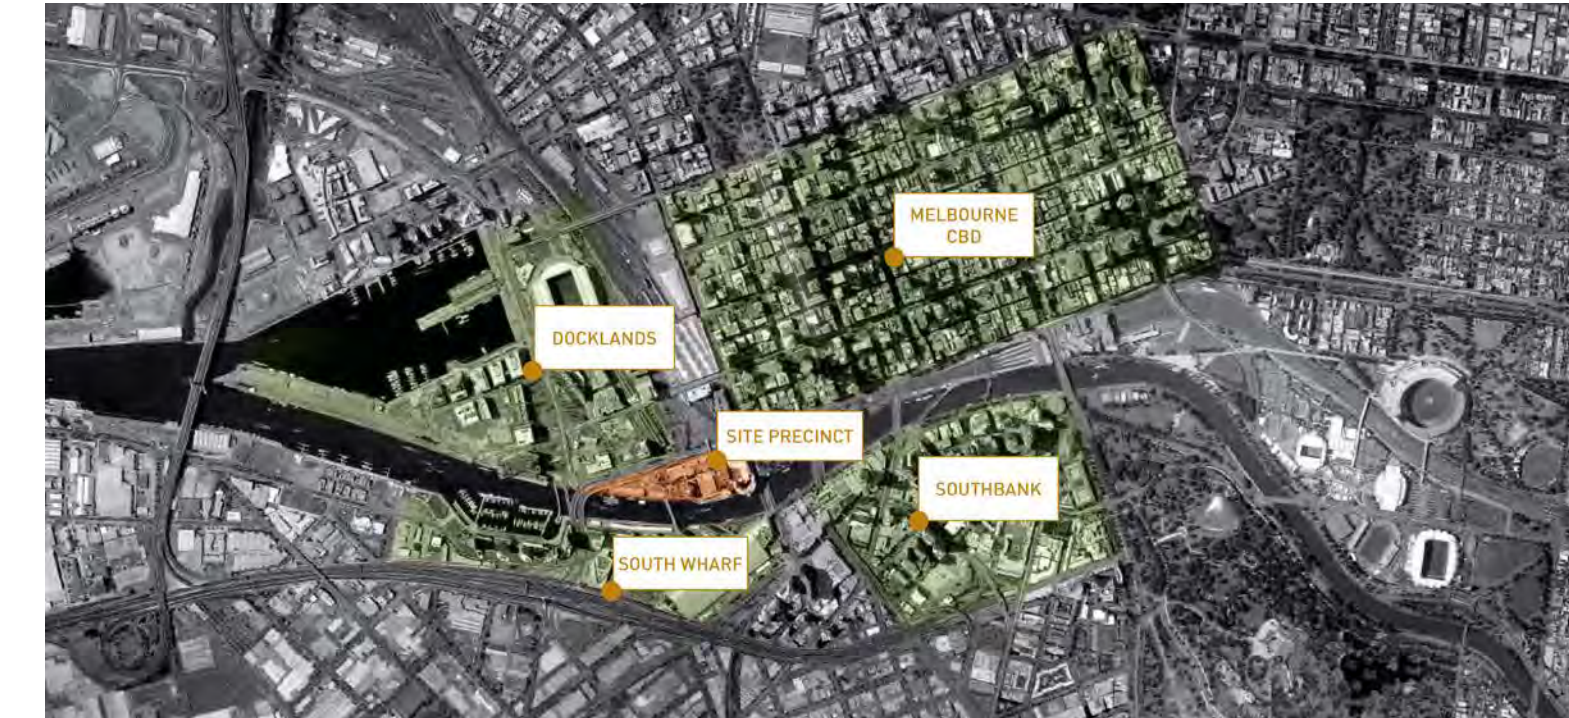 MELBOURNE
CBD
DOCKLANDS
SITE PRECINCT
SOUTHBANK
SOUTH WHARF